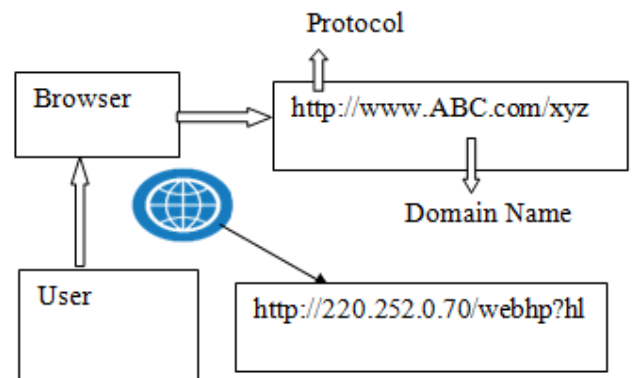 Protocol
Browser
http://www.ABC.com/xyz
Domain Name
User
http://220.252.0.70/webhp?hl